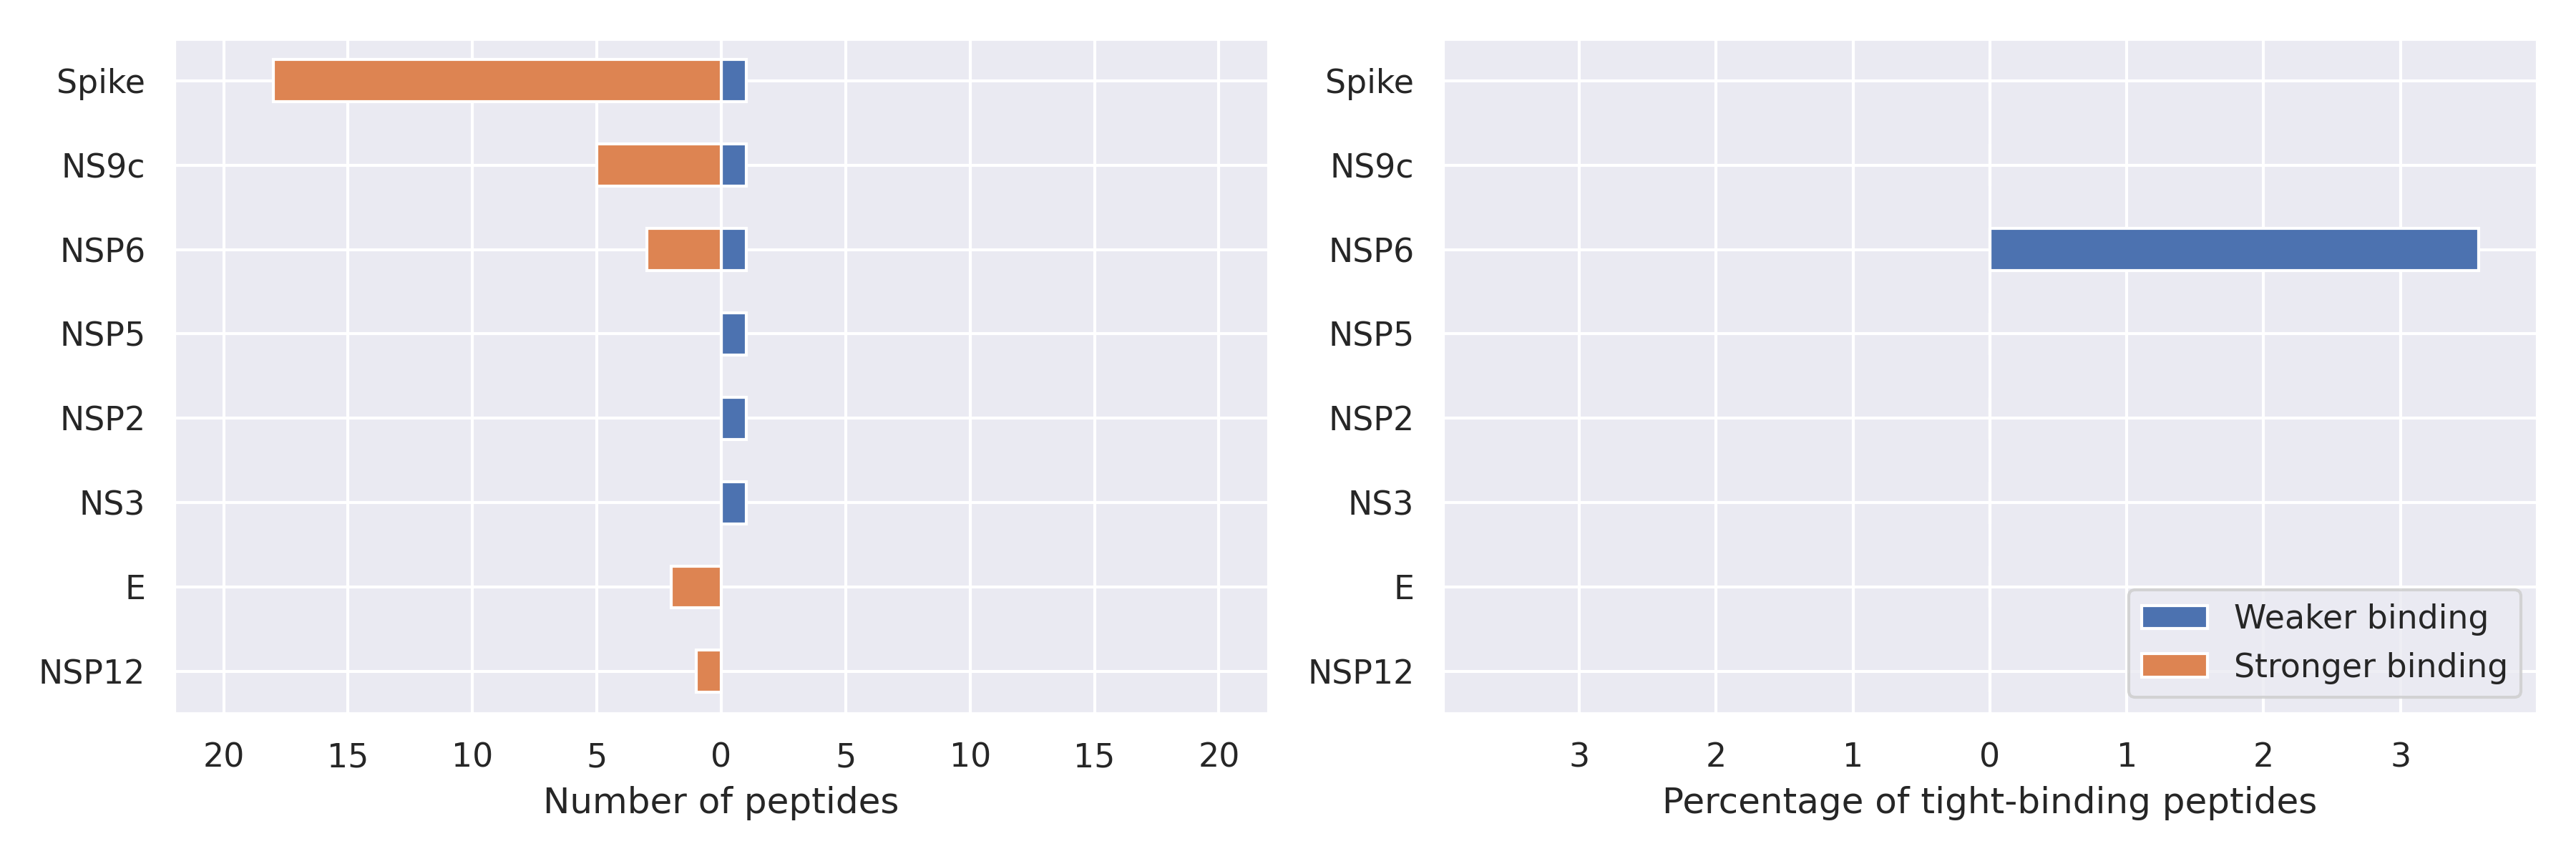 Spike
NS9c
NSP6
NSP5
NSP2
NS3
E
NSP12
20 15 10 5 0 5 10 15 20
Number of peptides
Spike
NS9c
NSP6
NSP5
NSP2
NS3
E
NSP12
3 2 1 0 1 2 3
Percentage of tight-binding peptides
Weaker binding
Stronger binding